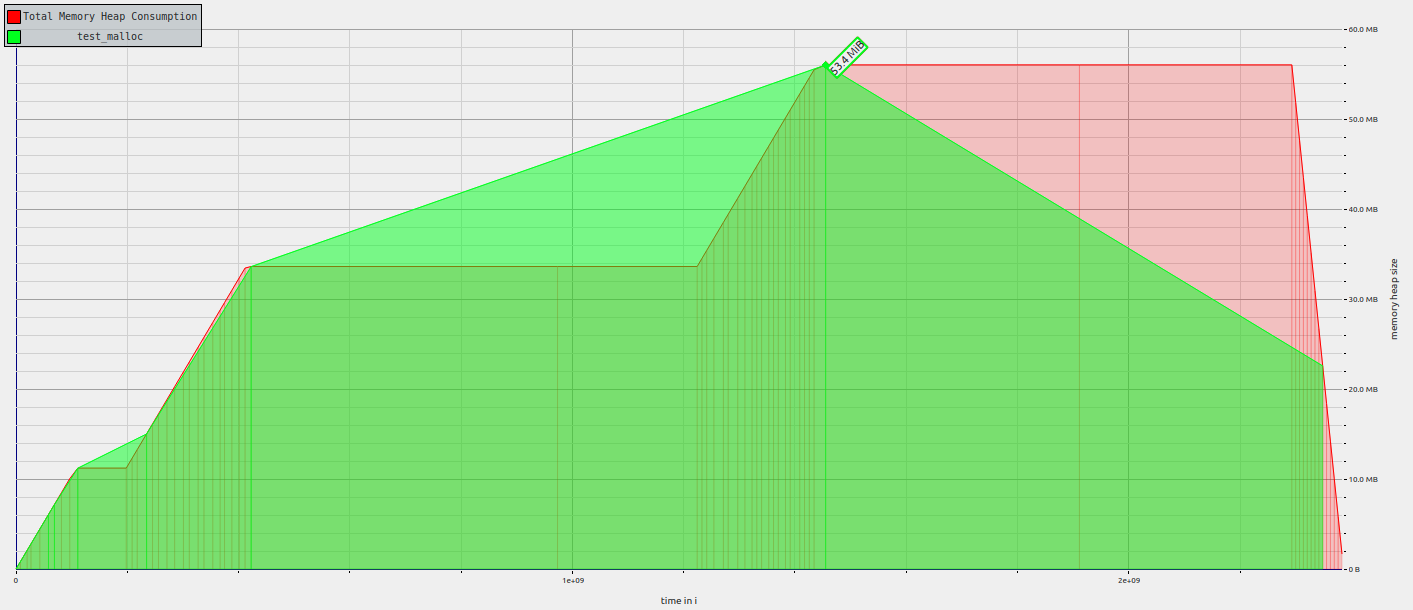 Total Memory Heap Consumption
test_malloc
53.4 MiB
60.0 MB
50.0 MB
40.0 MB
30.0 MB
20.0 MB
10.0 MB
0 B
memory heap size
0
1e+09
2e+09
time in i